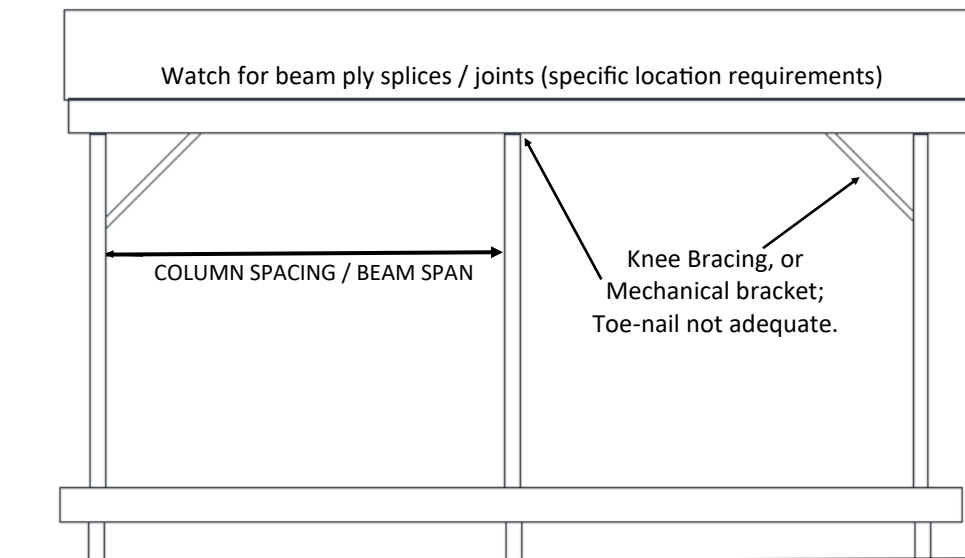 Watch for beam ply splices / joints (specific location requirements)
COLUMN SPACING / BEAM SPAN
Knee Bracing, or
Mechanical bracket;
Toe-nail not adequate.